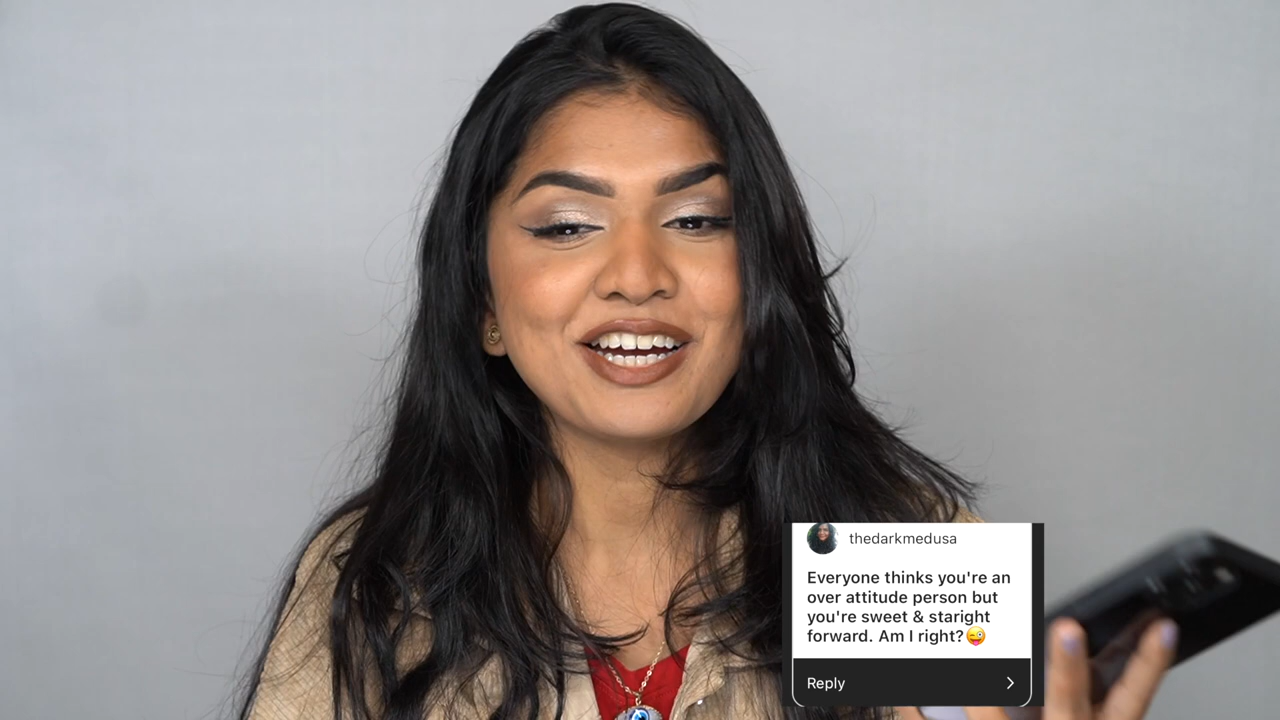 thedarkmedusa
Everyone thinks you're an
over attitude person but
you're sweet & staright
forward. Am I right?😜
Reply